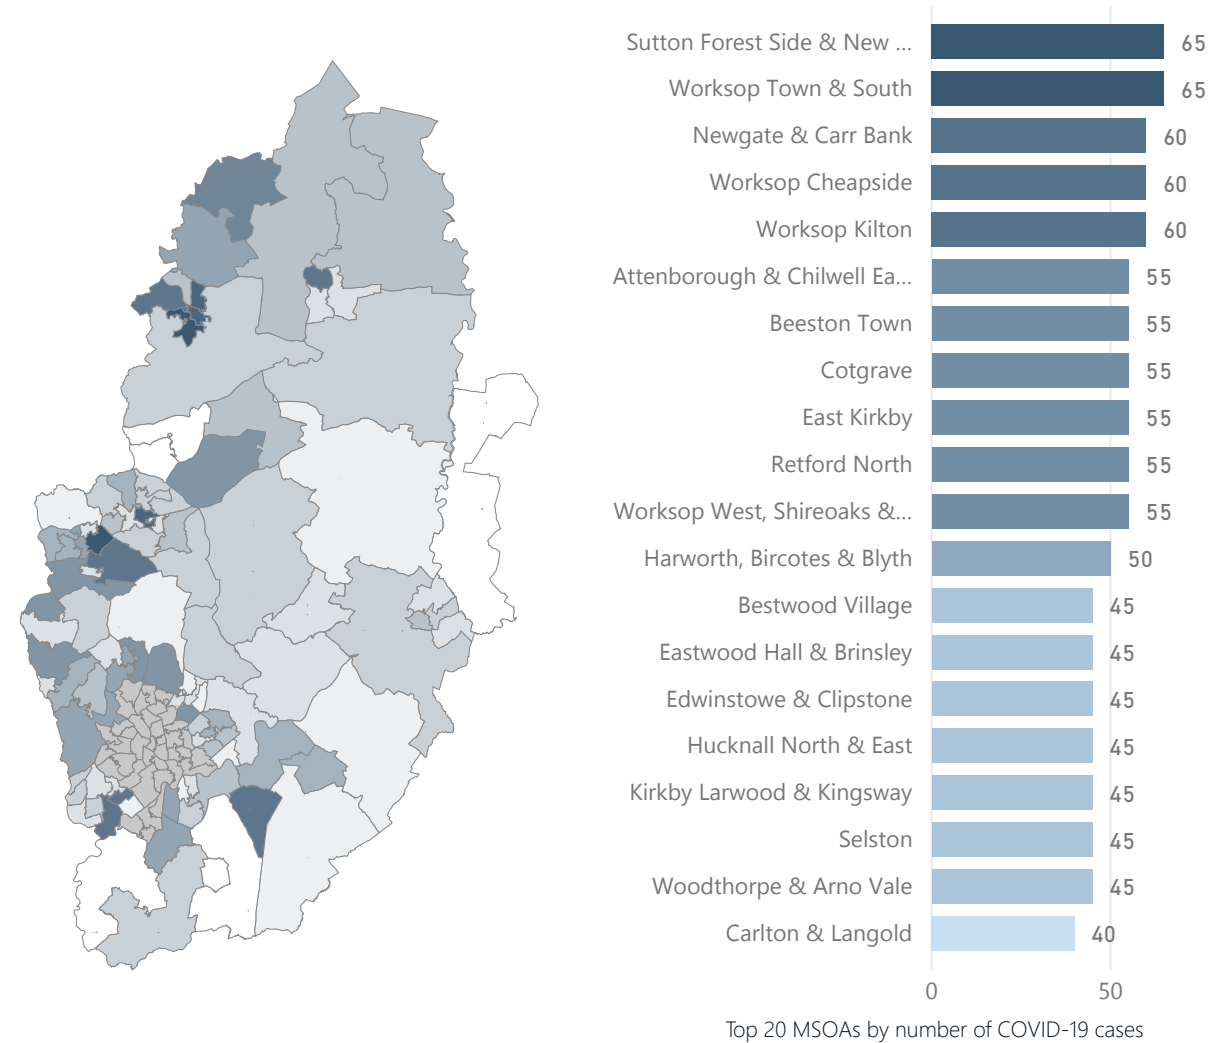 Sutton Forest Side & New ... 65
Worksop Town & South 65
Newgate & Carr Bank 60
Worksop Cheapside 60
Worksop Kilton 60
Attenborough & Chilwell Ea... 55
Beeston Town 55
Cotgrave 55
East Kirkby 55
Retford North 55
Worksop West, Shireoaks &... 55
Harworth, Bircotes & Blyth 50
Bestwood Village 45
Eastwood Hall & Brinsley 45
Edwinstowe & Clipstone 45
Hucknall North & East 45
Kirkby Larwood & Kingsway 45
Selston 45
Woodthorpe & Arno Vale 45
Carlton & Langold 40
0 50
Top 20 MSOAs by number of COVID-19 cases